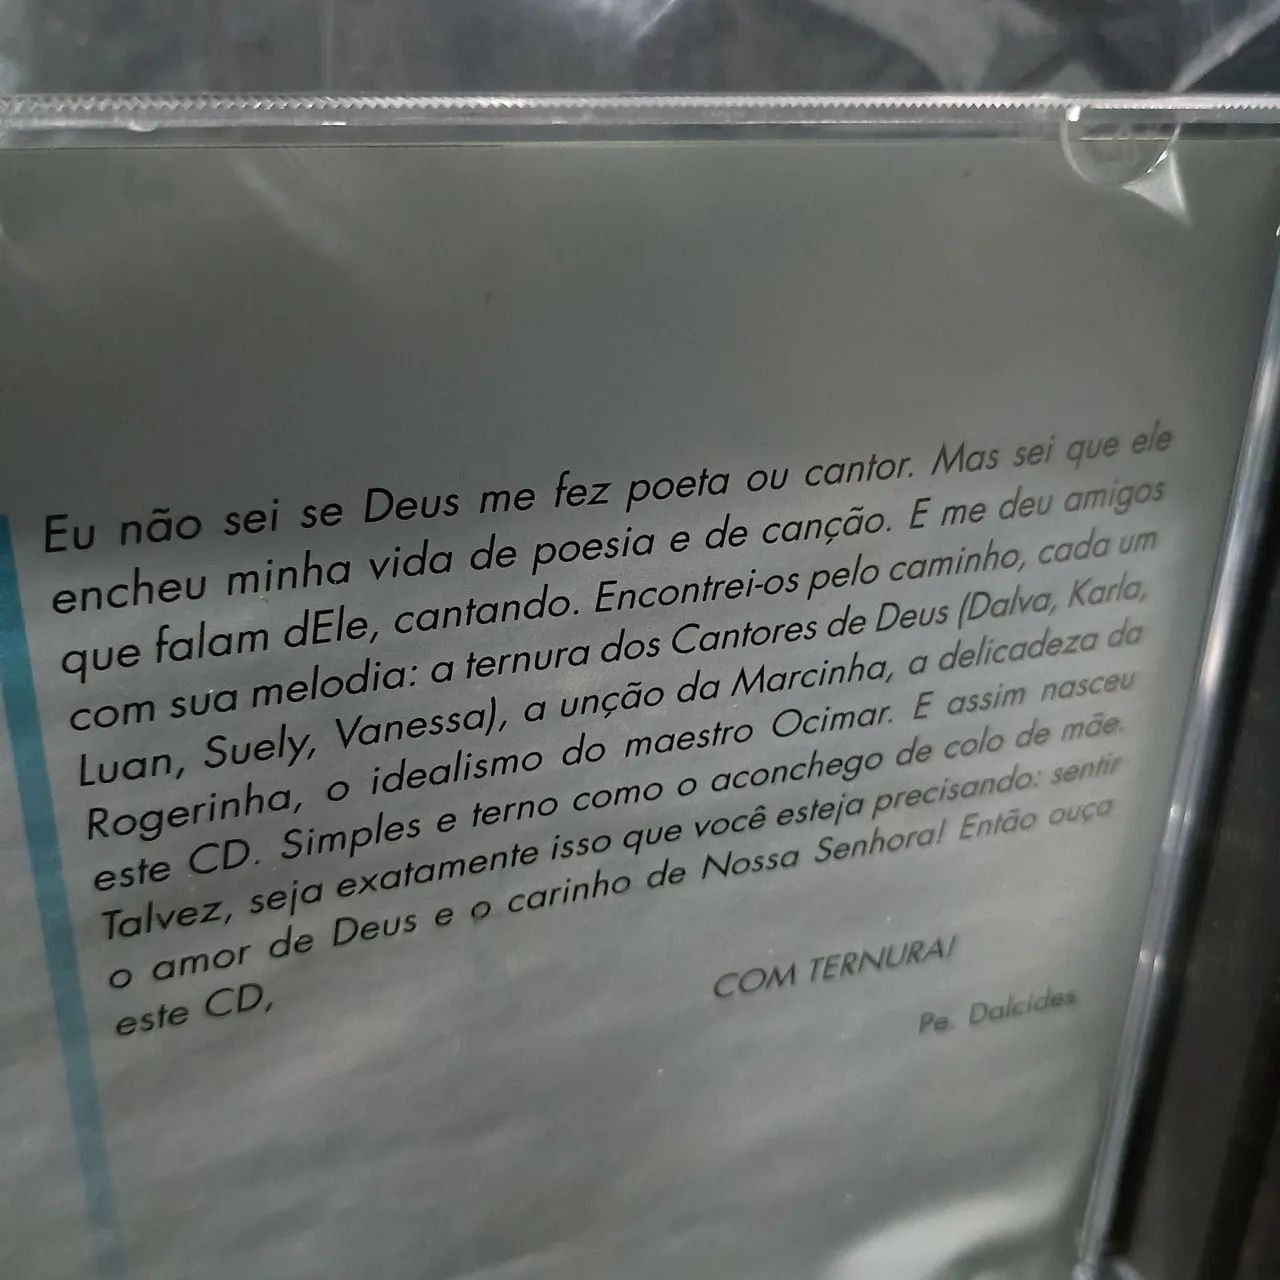 Eu não sei se Deus me fez poeta ou cantor. Mas sei que ele
encheu minha vida de poesia e de canção. E me deu amigos
que falam dEle, cantando. Encontrei-os pelo caminho, cada um
com sua melodia: a ternura dos Cantores de Deus (Dalva, Karla,
Luan, Suely, Vanessa), a unção da Marcinha, a delicadeza da
Rogerinha, o idealismo do maestro Ocimar. E assim nasceu
este CD. Simples e terno como o aconchego de colo de mãe.
Talvez, seja exatamente isso que você esteja precisando: sentir
o amor de Deus e o carinho de Nossa Senhora! Então ouça
este CD,
COM TERNURA!
Pe. Dalcides